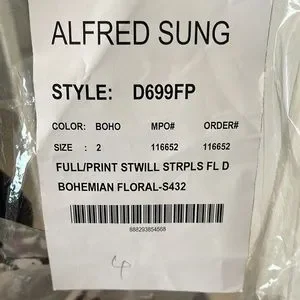 ALFRED SUNG
STYLE: D699FP
COLOR: BOHO MPO# ORDER#
SIZE : 2 116652 116652
FULL/PRINT STWILL STRPLS FL D
BOHEMIAN FLORAL-S432
888293854568